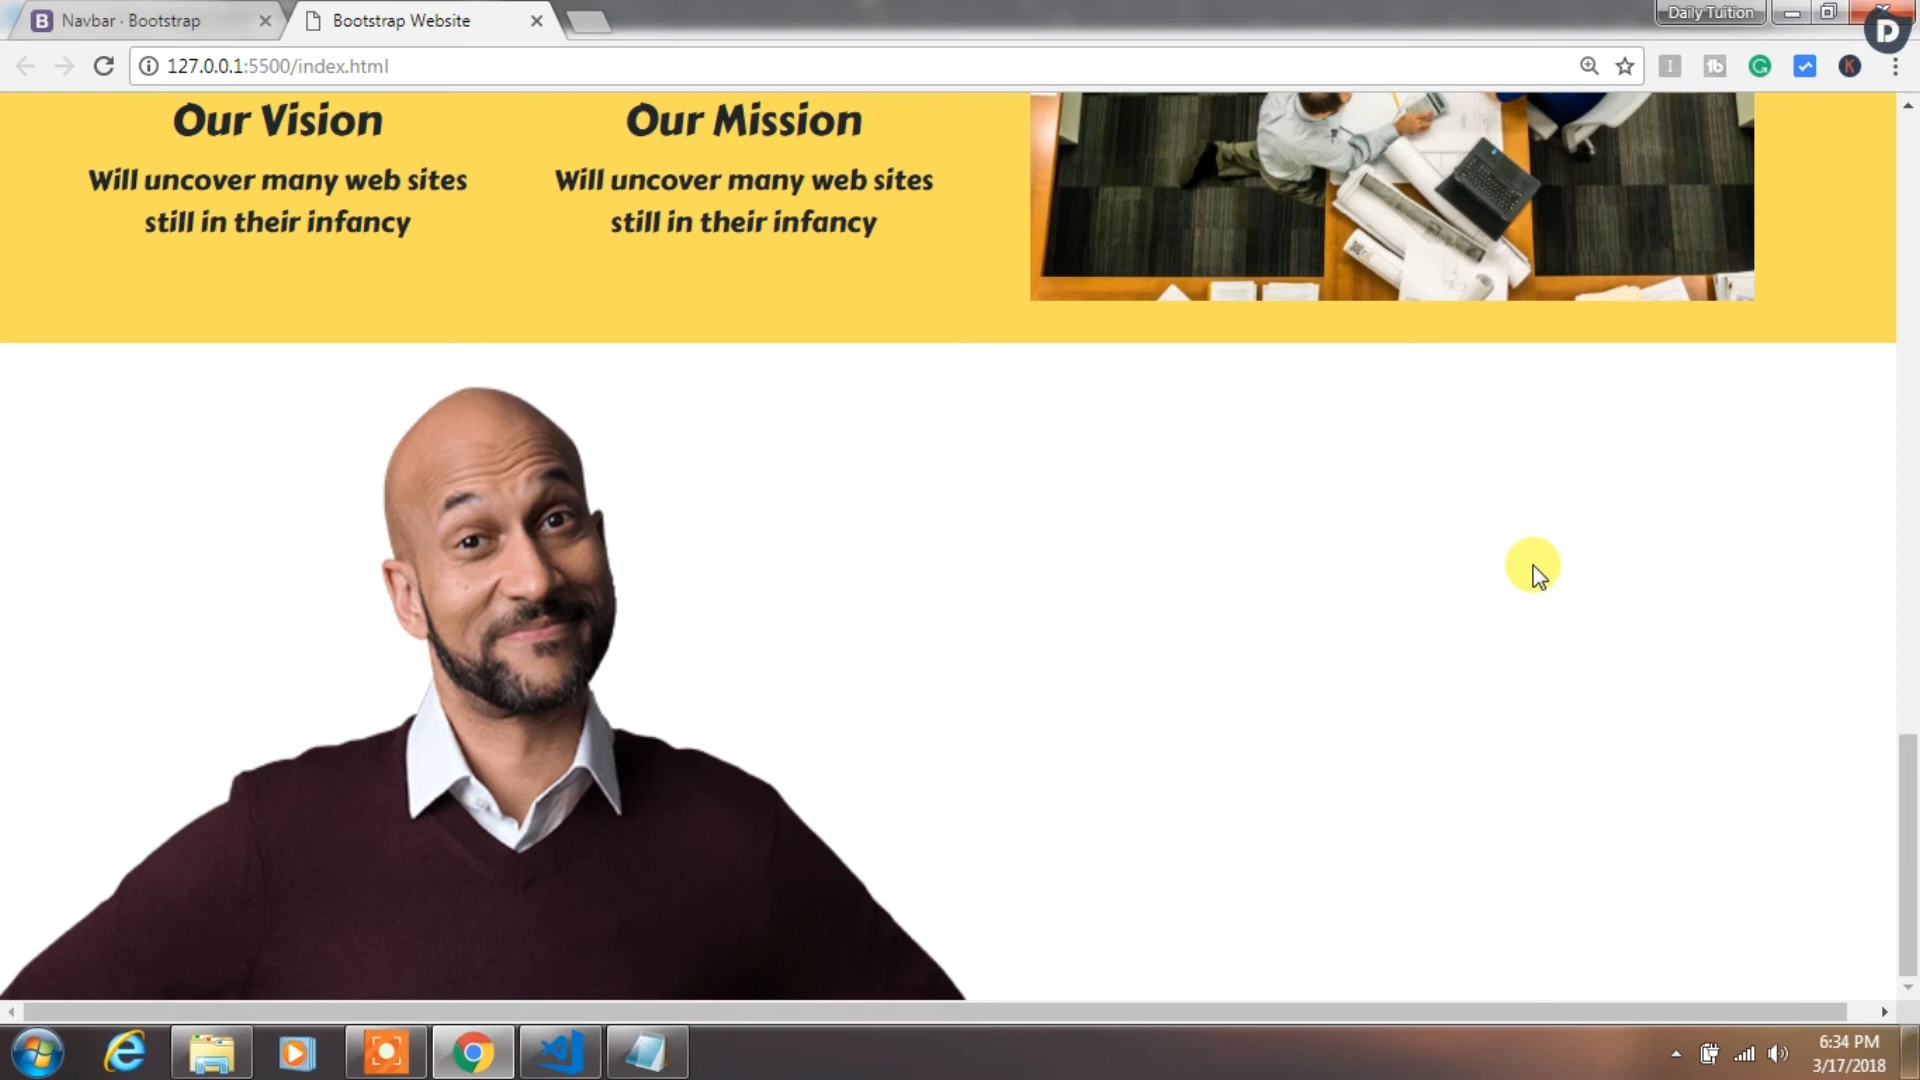 Navbar · Bootstrap
Bootstrap Website
Daily Tuition
D
127.0.0.1:5500/index.html
Our Vision
Our Mission
Will uncover many web sites
still in their infancy
Will uncover many web sites
still in their infancy
6:34 PM
3/17/2018